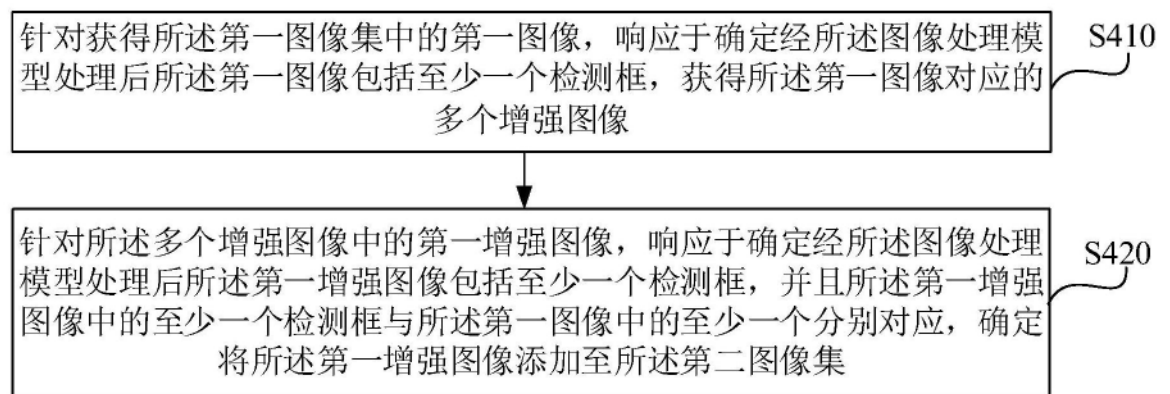 针对获得所述第一图像集中的第一图像，响应于确定经所述图像处理模
型处理后所述第一图像包括至少一个检测框，获得所述第一图像对应的
多个增强图像
S410
针对所述多个增强图像中的第一增强图像，响应于确定经所述图像处理
模型处理后所述第一增强图像包括至少一个检测框，并且所述第一增强
图像中的至少一个检测框与所述第一图像中的至少一个分别对应，确定
将所述第一增强图像添加至所述第二图像集
S420